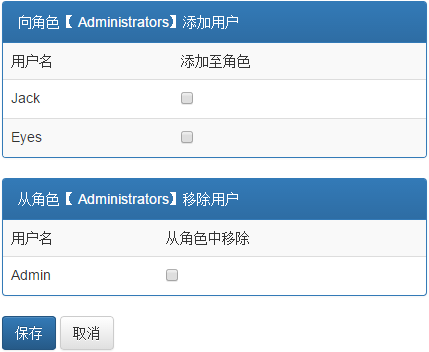 向角色【 Administrators】添加用户
用户名 添加至角色
Jack
Eyes
从角色【 Administrators】移除用户
用户名 从角色中移除
Admin
保存 取消